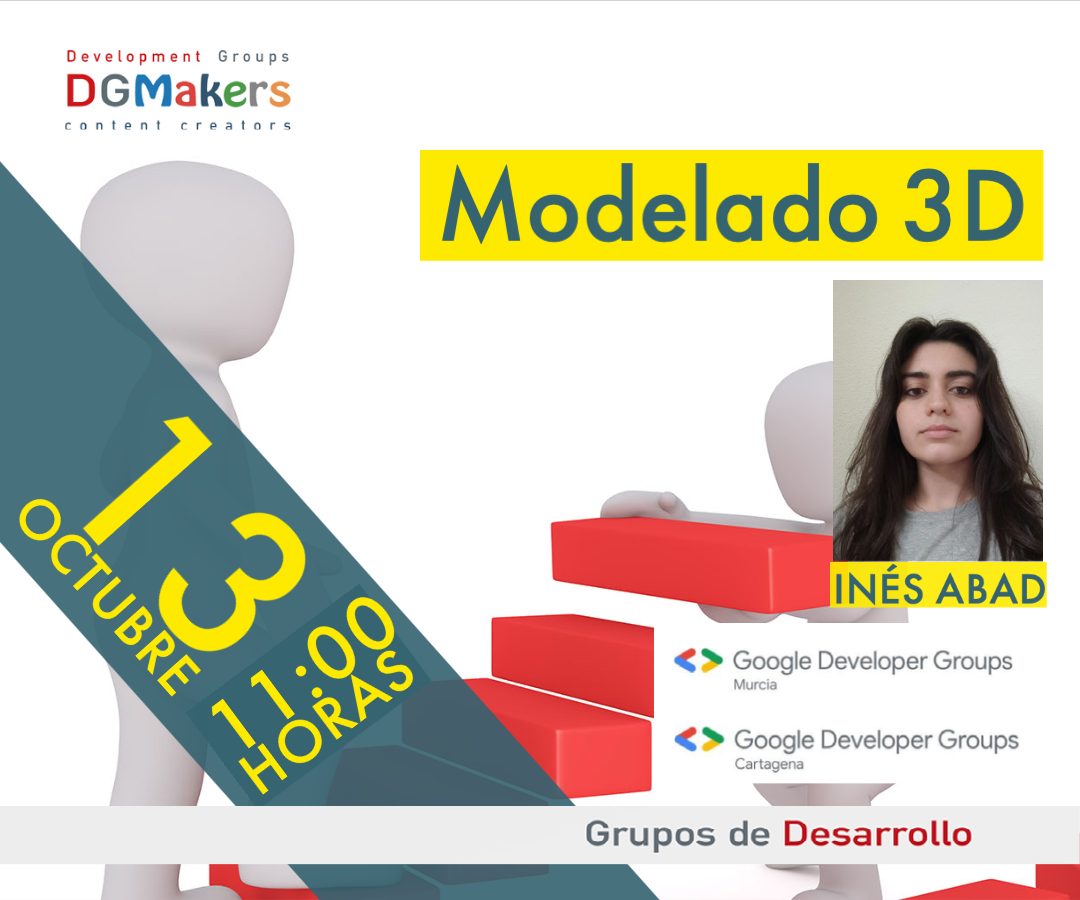 Development Groups
DGMakers
content creators
Modelado 3D
INÉS ABAD
13
OCTUBRE
11:00
HORAS
Google Developer Groups
Murcia
Google Developer Groups
Cartagena
Grupos de Desarrollo